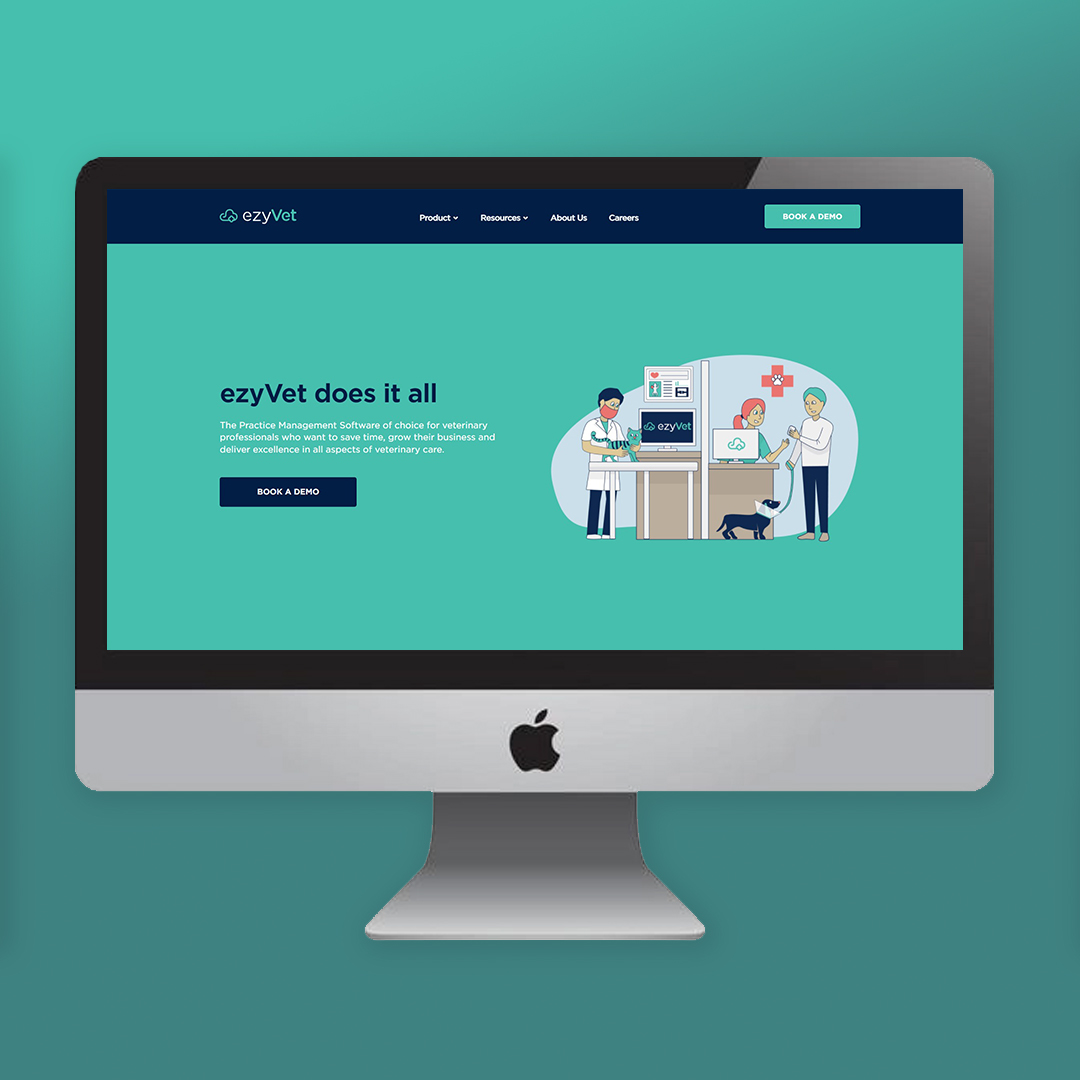 ezyVet
Product
Resources
About Us
Careers
BOOK A DEMO
ezyVet does it all
The Practice Management Software of choice for veterinary
professionals who want to save time, grow their business and
deliver excellence in all aspects of veterinary care.
BOOK A DEMO
ezyVet